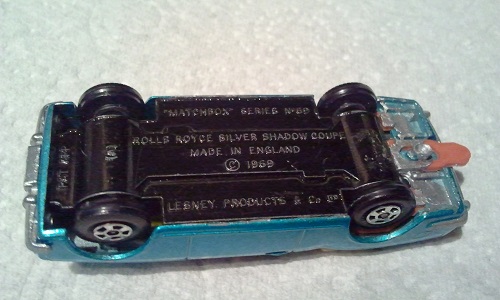 "MATCHBOX" SERIES Nº69
ROLLS ROYCE SILVER SHADOW COUPE
MADE IN ENGLAND
© 1969
LESNEY PRODUCTS & Co